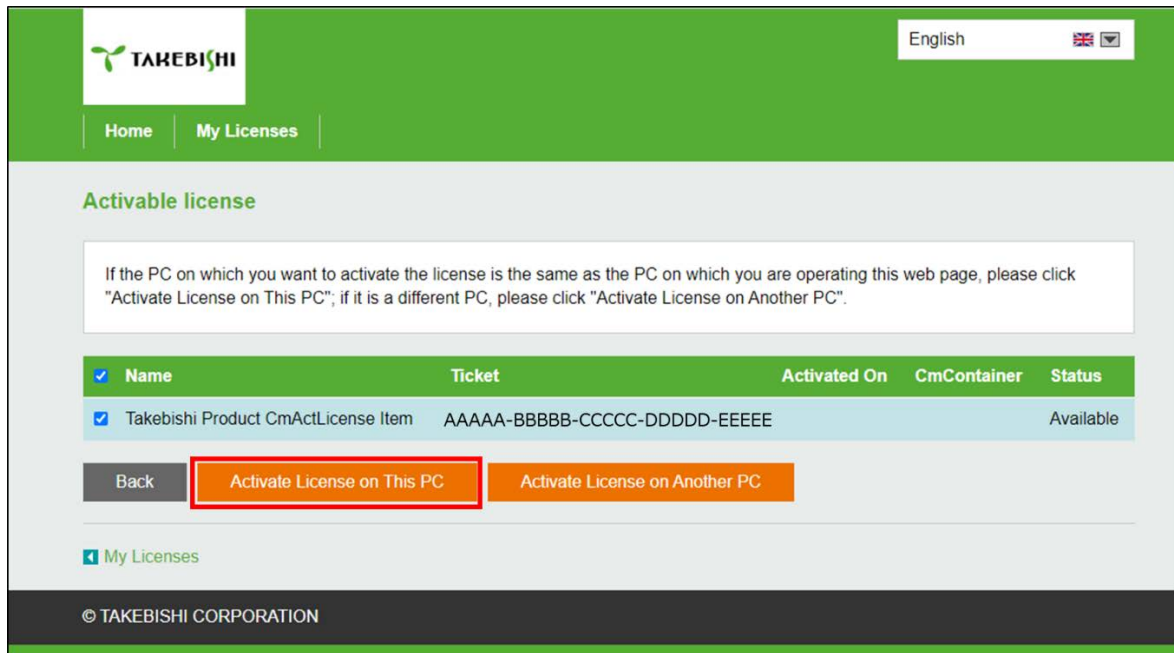 TAKEBISHI
English
Home
My Licenses
Activable license
If the PC on which you want to activate the license is the same as the PC on which you are operating this web page, please click
"Activate License on This PC"; if it is a different PC, please click "Activate License on Another PC".
Name Ticket Activated On CmContainer Status
Takebishi Product CmActLicense Item AAAAA-BBBBB-CCCCC-DDDDD-EEEEE Available
Back Activate License on This PC Activate License on Another PC
My Licenses
© TAKEBISHI CORPORATION